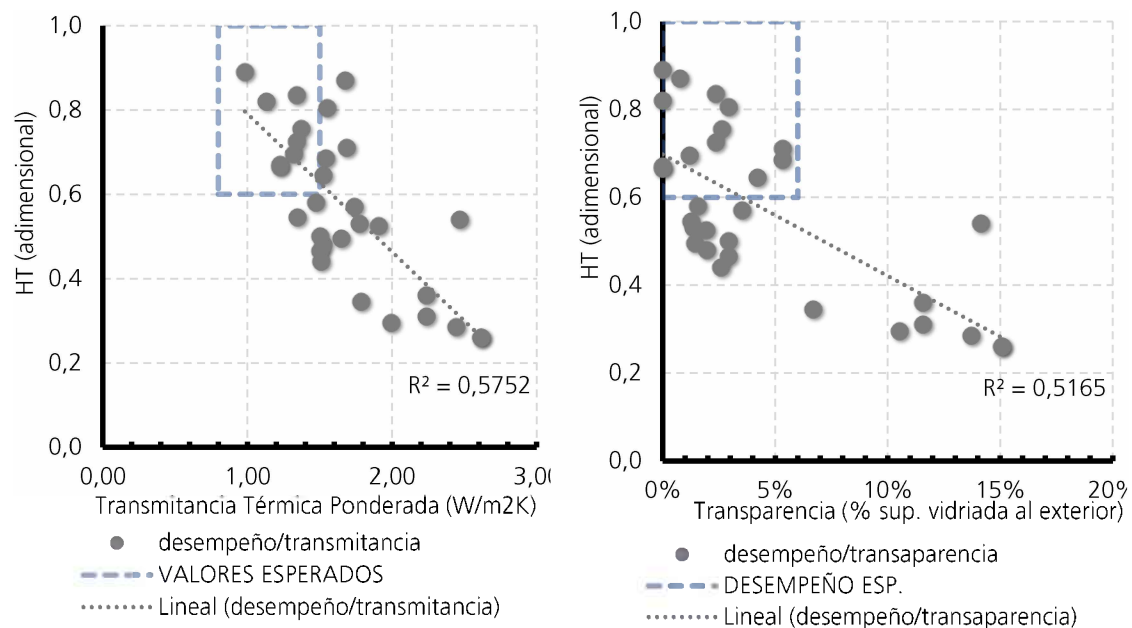 1,0
0,8
0,6
0,4
0,2
0,0
HT (adimensional)
R² = 0,5752
0,00 1,00 2,00 3,00
Transmitancia Térmica Ponderada (W/m2K)
desempeño/transmitancia
VALORES ESPERADOS
Lineal (desempeño/transmitancia)
1,0
0,8
0,6
0,4
0,2
0,0
HT (adimensional)
R² = 0,5165
0% 5% 10% 15% 20%
Transparencia (% sup. vidriada al exterior)
desempeño/transaparencia
DESEMPEÑO ESP.
Lineal (desempeño/transaparencia)